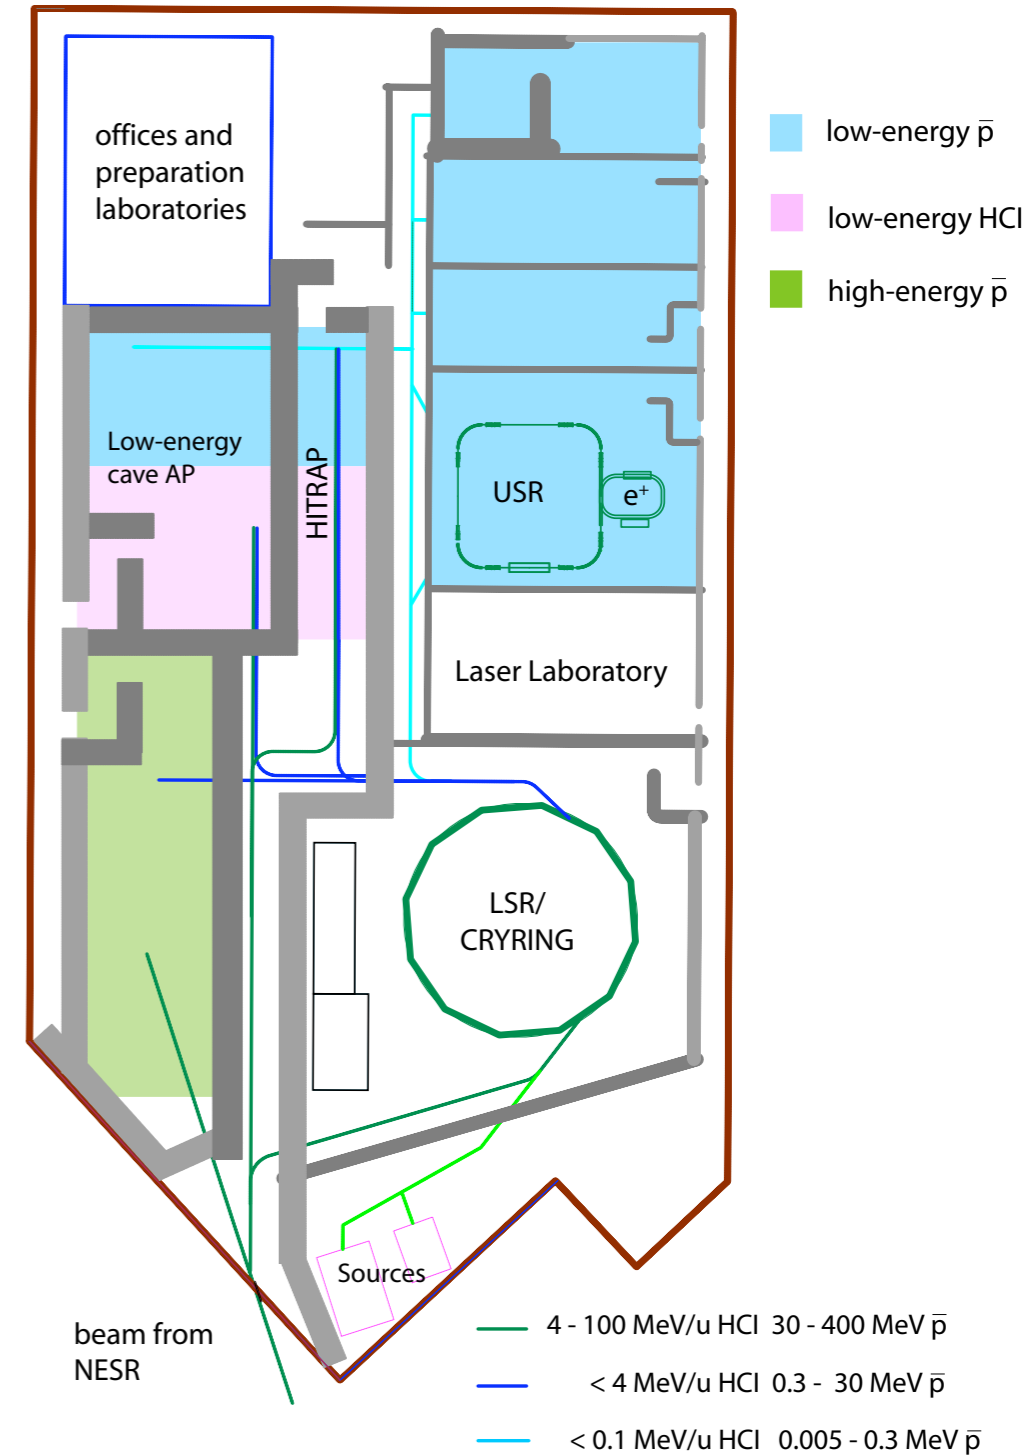 offices and
preparation
laboratories
low-energy p̅
low-energy HCI
high-energy p̅
Low-energy
cave AP
HITRAP
USR
e⁺
Laser Laboratory
LSR/
CRYRING
Sources
beam from
NESR
4 - 100 MeV/u HCI 30 - 400 MeV p̅
< 4 MeV/u HCI 0.3 - 30 MeV p̅
< 0.1 MeV/u HCI 0.005 - 0.3 MeV p̅